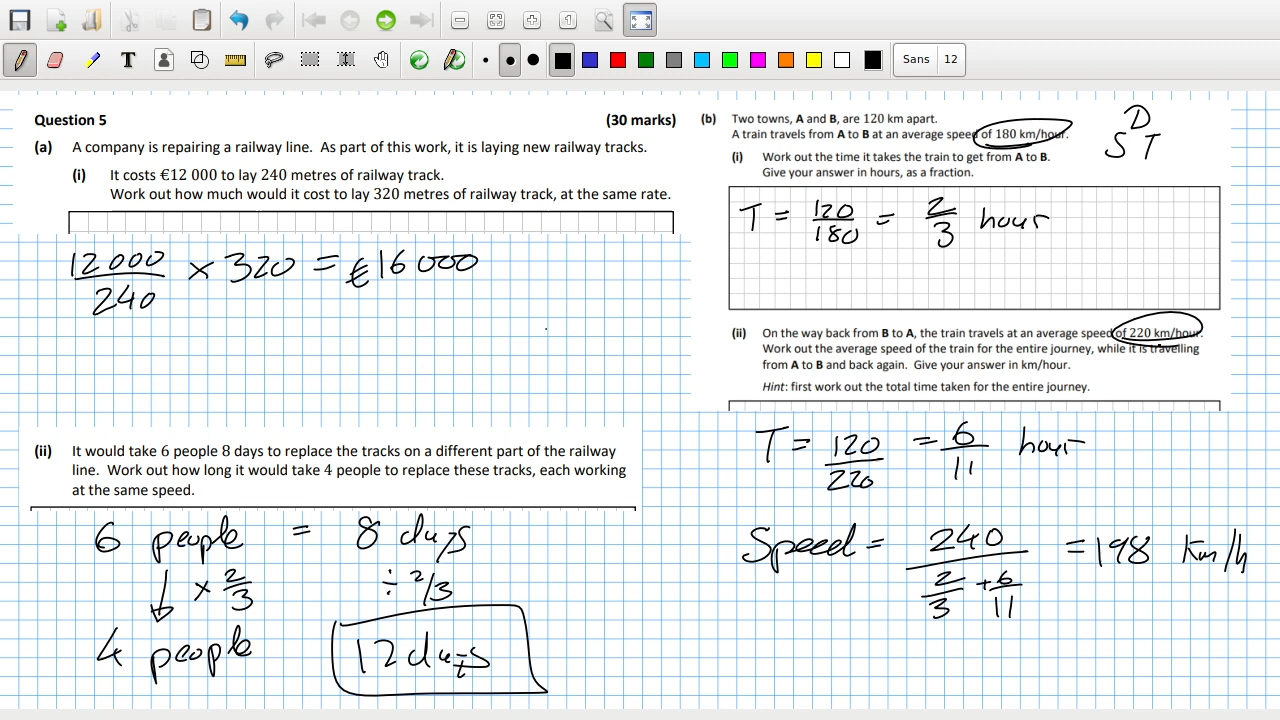 Sans 12
Question 5 (30 marks)
(a) A company is repairing a railway line. As part of this work, it is laying new railway tracks.
(i) It costs €12 000 to lay 240 metres of railway track.
Work out how much would it cost to lay 320 metres of railway track, at the same rate.
12 000 / 240 × 320 = €16 000
(ii) It would take 6 people 8 days to replace the tracks on a different part of the railway
line. Work out how long it would take 4 people to replace these tracks, each working
at the same speed.
6 people = 8 days
↓ × 2/3 ÷ 2/3
4 people 12 days
(b) Two towns, A and B, are 120 km apart.
A train travels from A to B at an average speed of 180 km/hour.
D
S T
(i) Work out the time it takes the train to get from A to B.
Give your answer in hours, as a fraction.
T = 120/180 = 2/3 hour
(ii) On the way back from B to A, the train travels at an average speed of 220 km/hour.
Work out the average speed of the train for the entire journey, while it is travelling
from A to B and back again. Give your answer in km/hour.
Hint: first work out the total time taken for the entire journey.
T = 120/220 = 6/11 hour
Speed = 240 / (2/3 + 6/11) = 198 km/h